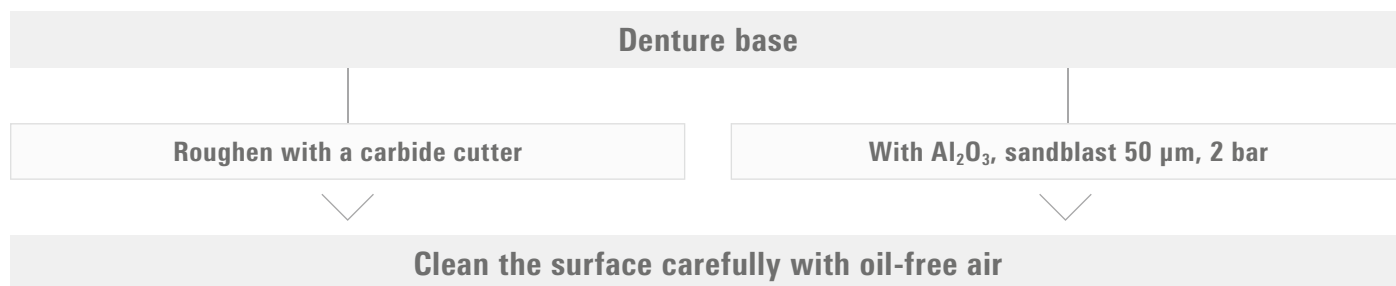 Denture base
Roughen with a carbide cutter
With Al₂O₃, sandblast 50 µm, 2 bar
Clean the surface carefully with oil-free air